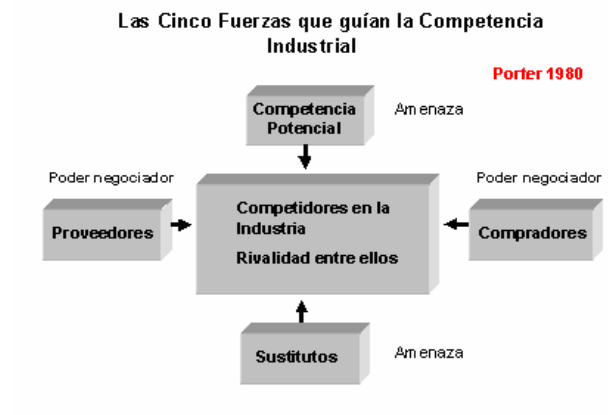 Las Cinco Fuerzas que guían la Competencia
Industrial
Porter 1980
Competencia
Potencial
Amenaza
Poder negociador
Poder negociador
Proveedores
Competidores en la
Industria
Rivalidad entre ellos
Compradores
Sustitutos
Amenaza